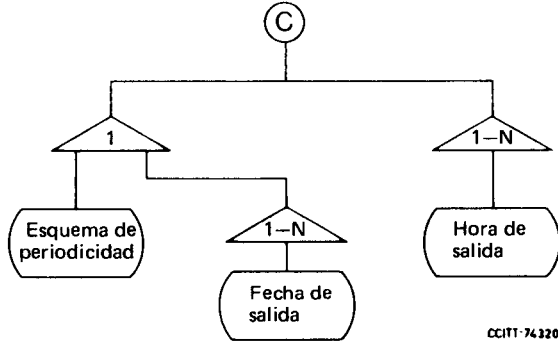 C
1
1—N
Esquema de
periodicidad
1—N
Hora de
salida
Fecha de
salida
CCITT-74320